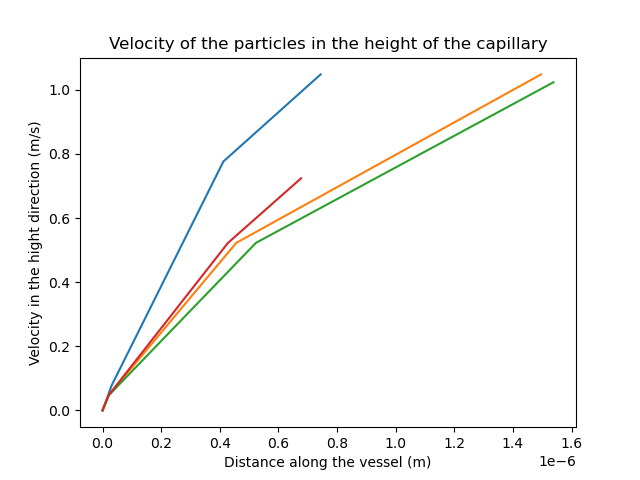 Velocity of the particles in the height of the capillary
Velocity in the hight direction (m/s)
1.0
0.8
0.6
0.4
0.2
0.0
0.0 0.2 0.4 0.6 0.8 1.0 1.2 1.4 1.6
1e−6
Distance along the vessel (m)